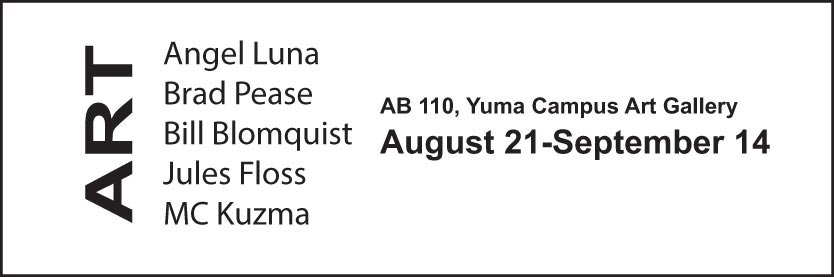 ART
Angel Luna
Brad Pease
Bill Blomquist
Jules Floss
MC Kuzma
AB 110, Yuma Campus Art Gallery
August 21-September 14